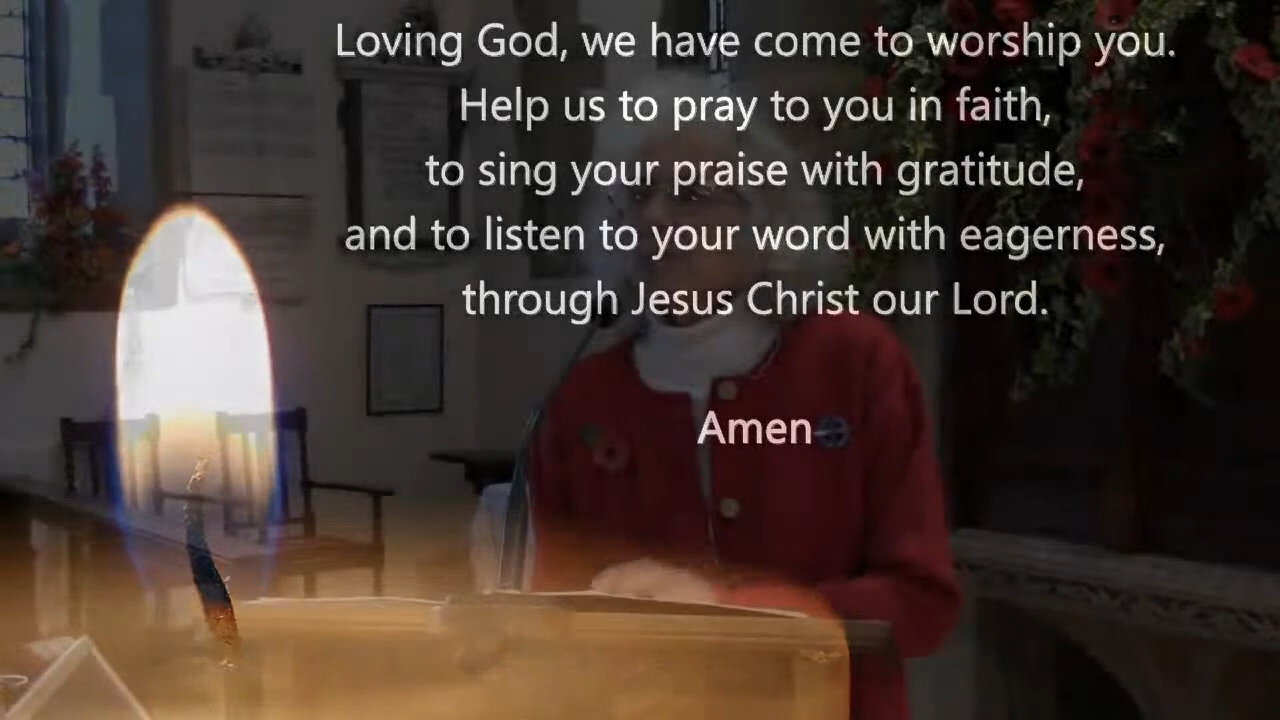 Loving God, we have come to worship you.
Help us to pray to you in faith,
to sing your praise with gratitude,
and to listen to your word with eagerness,
through Jesus Christ our Lord.
Amen